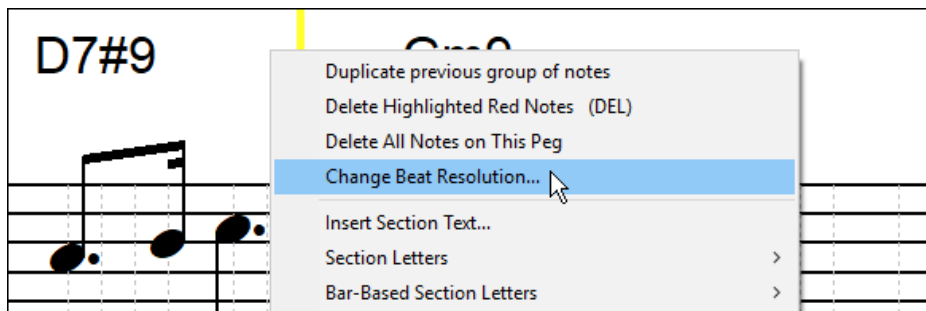 D7#9
Duplicate previous group of notes
Delete Highlighted Red Notes (DEL)
Delete All Notes on This Peg
Change Beat Resolution...
Insert Section Text...
Section Letters
Bar-Based Section Letters